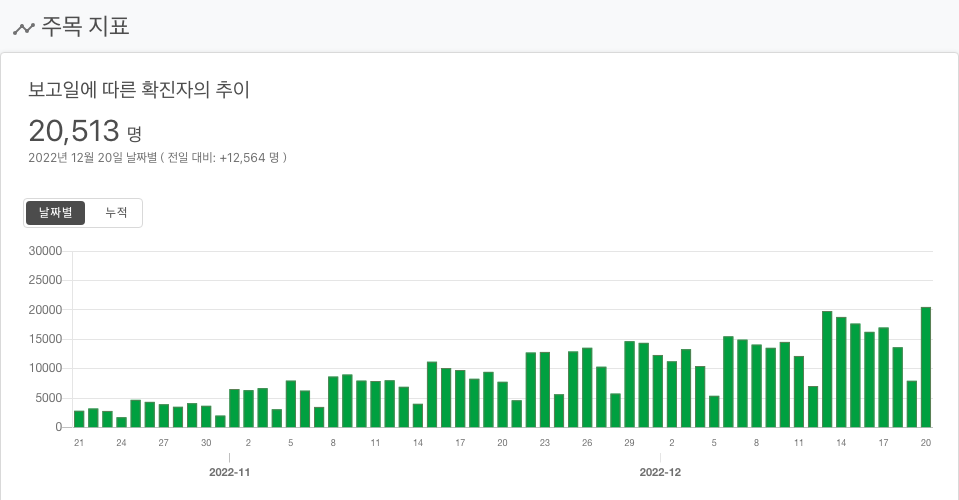 주목 지표
보고일에 따른 확진자의 추이
20,513 명
2022년 12월 20일 날짜별 ( 전일 대비: +12,564 명 )
날짜별 누적
30000
25000
20000
15000
10000
5000
0
21 24 27 30 2 5 8 11 14 17 20 23 26 29 2 5 8 11 14 17 20
2022-11 2022-12